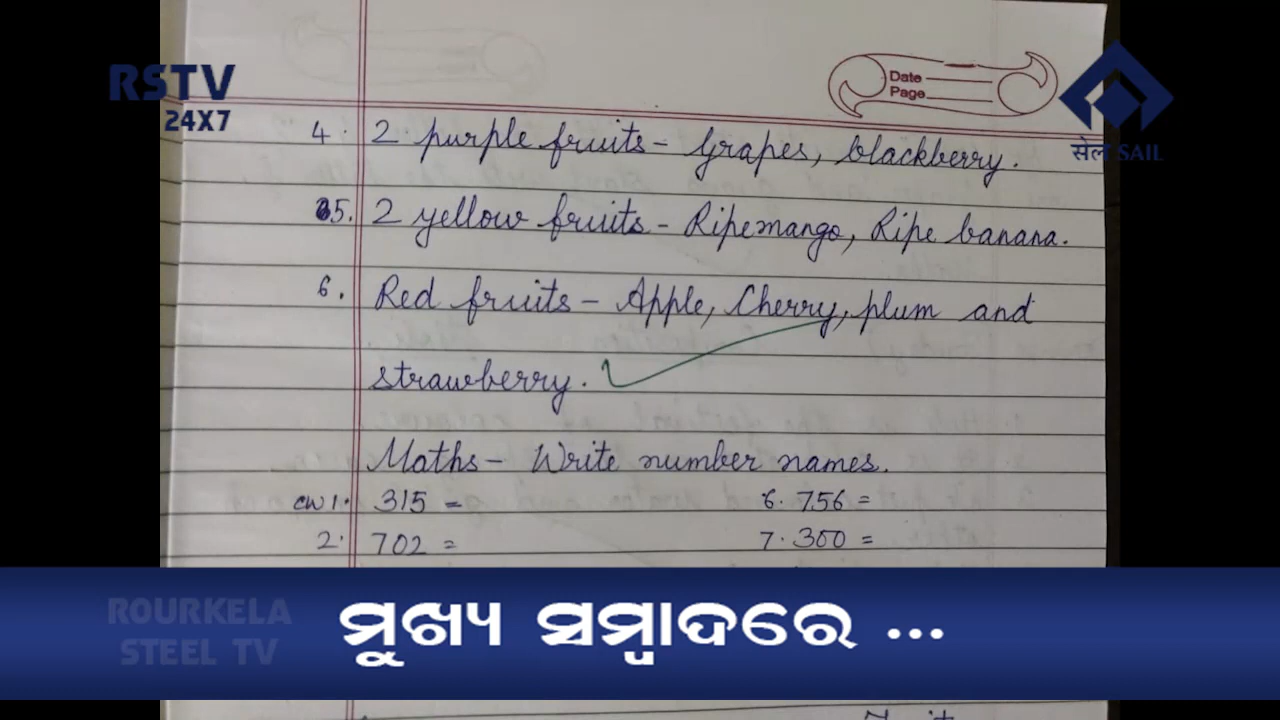 RSTV
24X7
Date
Page
सेल SAIL
4. 2 purple fruits - Grapes, blackberry.
5. 2 yellow fruits - Ripemango, Ripe banana.
6. Red fruits - Apple, Cherry, plum and
strawberry.
Maths - Write number names.
CW 1. 315 =
6. 756 =
2. 702 =
7. 300 =
ROURKELA
STEEL TV
ମୁଖ୍ୟ ସମ୍ବାଦରେ ...